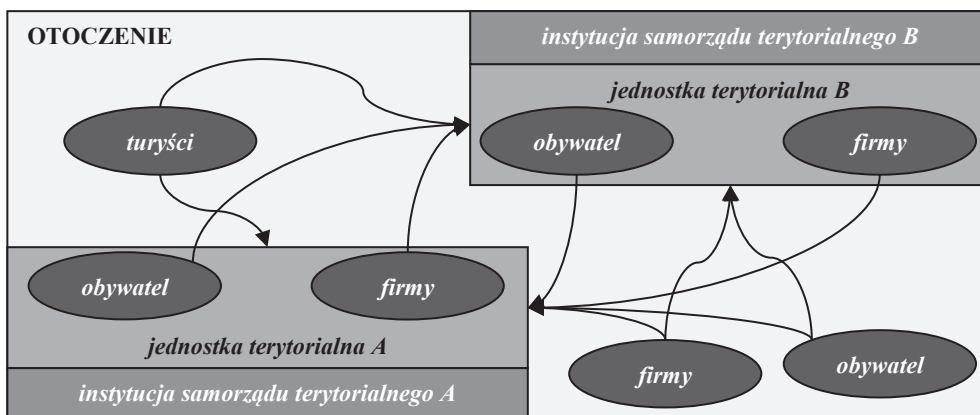 OTOCZENIE
instytucja samorządu terytorialnego B
jednostka terytorialna B
turyści
obywatel
firmy
obywatel
firmy
jednostka terytorialna A
instytucja samorządu terytorialnego A
firmy
obywatel